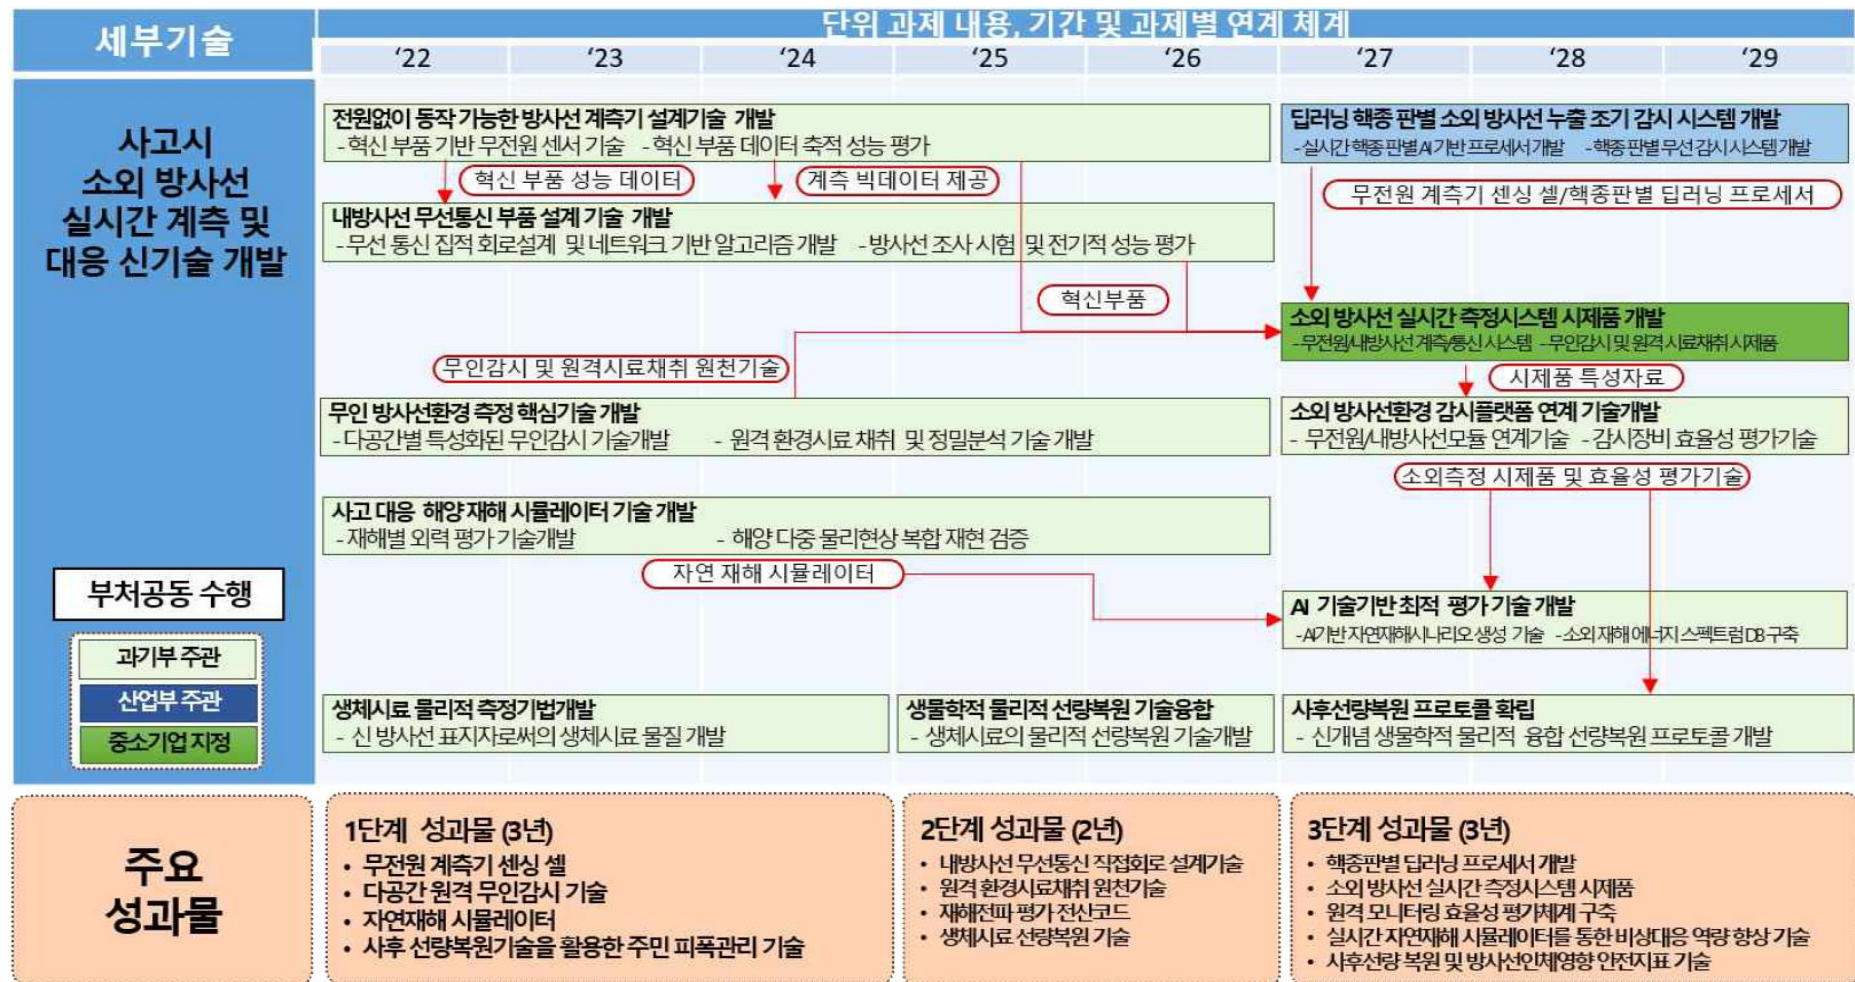 세부기술
단위 과제 내용, 기간 및 과제별 연계 체계
‘22 ‘23 ‘24 ‘25 ‘26 ‘27 ‘28 ‘29
사고시
소외 방사선
실시간 계측 및
대응 신기술 개발
전원없이 동작 가능한 방사선 계측기 설계기술 개발
- 혁신 부품 기반 무전원 센서 기술 - 혁신 부품 데이터 축적 성능 평가
딥러닝 핵종 판별 소외 방사선 누출 조기 감시 시스템 개발
- 실시간 핵종 판별 AI 기반 프로세서 개발 - 핵종 판별 무선 감시 시스템 개발
혁신 부품 성능 데이터
계측 빅데이터 제공
무전원 계측기 센싱 셀/핵종판별 딥러닝 프로세서
내방사선 무선통신 부품 설계 기술 개발
- 무선 통신 집적 회로설계 및 네트워크 기반 알고리즘 개발 - 방사선 조사 시험 및 전기적 성능 평가
혁신부품
소외 방사선 실시간 측정시스템 시제품 개발
- 무전원/내방사선 계측/통신 시스템 - 무인감시 및 원격 시료채취 시제품
무인감시 및 원격시료채취 원천기술
시제품 특성자료
무인 방사선환경 측정 핵심기술 개발
- 다공간별 특성화된 무인감시 기술개발 - 원격 환경시료 채취 및 정밀분석 기술 개발
소외 방사선환경 감시플랫폼 연계 기술개발
- 무전원/내방사선모듈 연계기술 - 감시장비 효율성 평가기술
소외측정 시제품 및 효율성 평가기술
사고 대응 해양 재해 시뮬레이터 기술 개발
- 재해별 외력 평가 기술개발 - 해양 다중 물리현상 복합 재현 검증
자연 재해 시뮬레이터
AI 기술기반 최적 평가 기술 개발
- AI기반 자연재해시나리오 생성 기술 - 소외 재해 에너지 스펙트럼 DB 구축
부처공동 수행
과기부 주관
산업부 주관
중소기업 지정
생체시료 물리적 측정기법개발
- 신 방사선 표지자로써의 생체시료 물질 개발
생물학적 물리적 선량복원 기술융합
- 생체시료의 물리적 선량복원 기술개발
사후선량복원 프로토콜 확립
- 신개념 생물학적 물리적 융합 선량복원 프로토콜 개발
주요
성과물
1단계 성과물 (3년)
• 무전원 계측기 센싱 셀
• 다공간 원격 무인감시 기술
• 자연재해 시뮬레이터
• 사후 선량복원기술을 활용한 주민 피폭관리 기술
2단계 성과물 (2년)
• 내방사선 무선통신 직접회로 설계기술
• 원격 환경시료채취 원천기술
• 재해전파 평가 전산코드
• 생체시료 선량복원 기술
3단계 성과물 (3년)
• 핵종판별 딥러닝 프로세서 개발
• 소외 방사선 실시간 측정시스템 시제품
• 원격 모니터링 효율성 평가체계 구축
• 실시간 자연재해 시뮬레이터를 통한 비상대응 역량 향상 기술
• 사후선량 복원 및 방사선인체영향 안전지표 기술